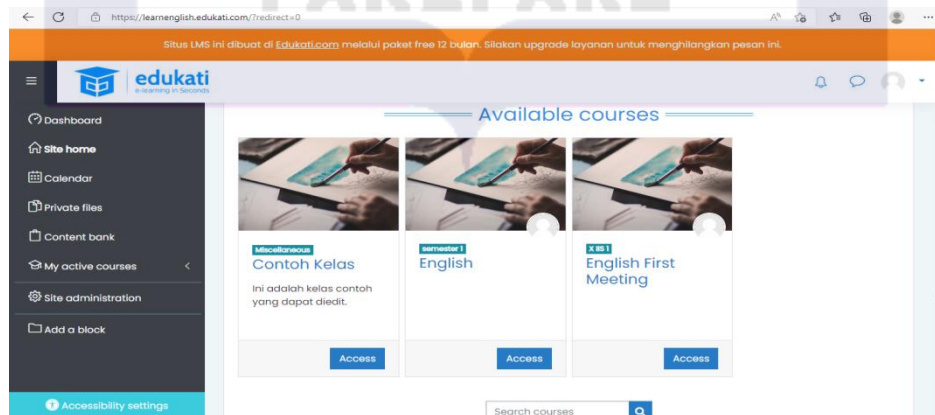 PAREPARE
https://learnenglish.edukati.com/?redirect=0
Situs LMS ini dibuat di Edukati.com melalui paket free 12 bulan. Silakan upgrade layanan untuk menghilangkan pesan ini.
edukati
e-learning in Seconds
Dashboard
Site home
Calendar
Private files
Content bank
My active courses
Site administration
Add a block
Accessibility settings
Available courses
Miscellaneous
Contoh Kelas
Ini adalah kelas contoh
yang dapat diedit.
Access
semester 1
English
Access
X IIS 1
English First
Meeting
Access
Search courses